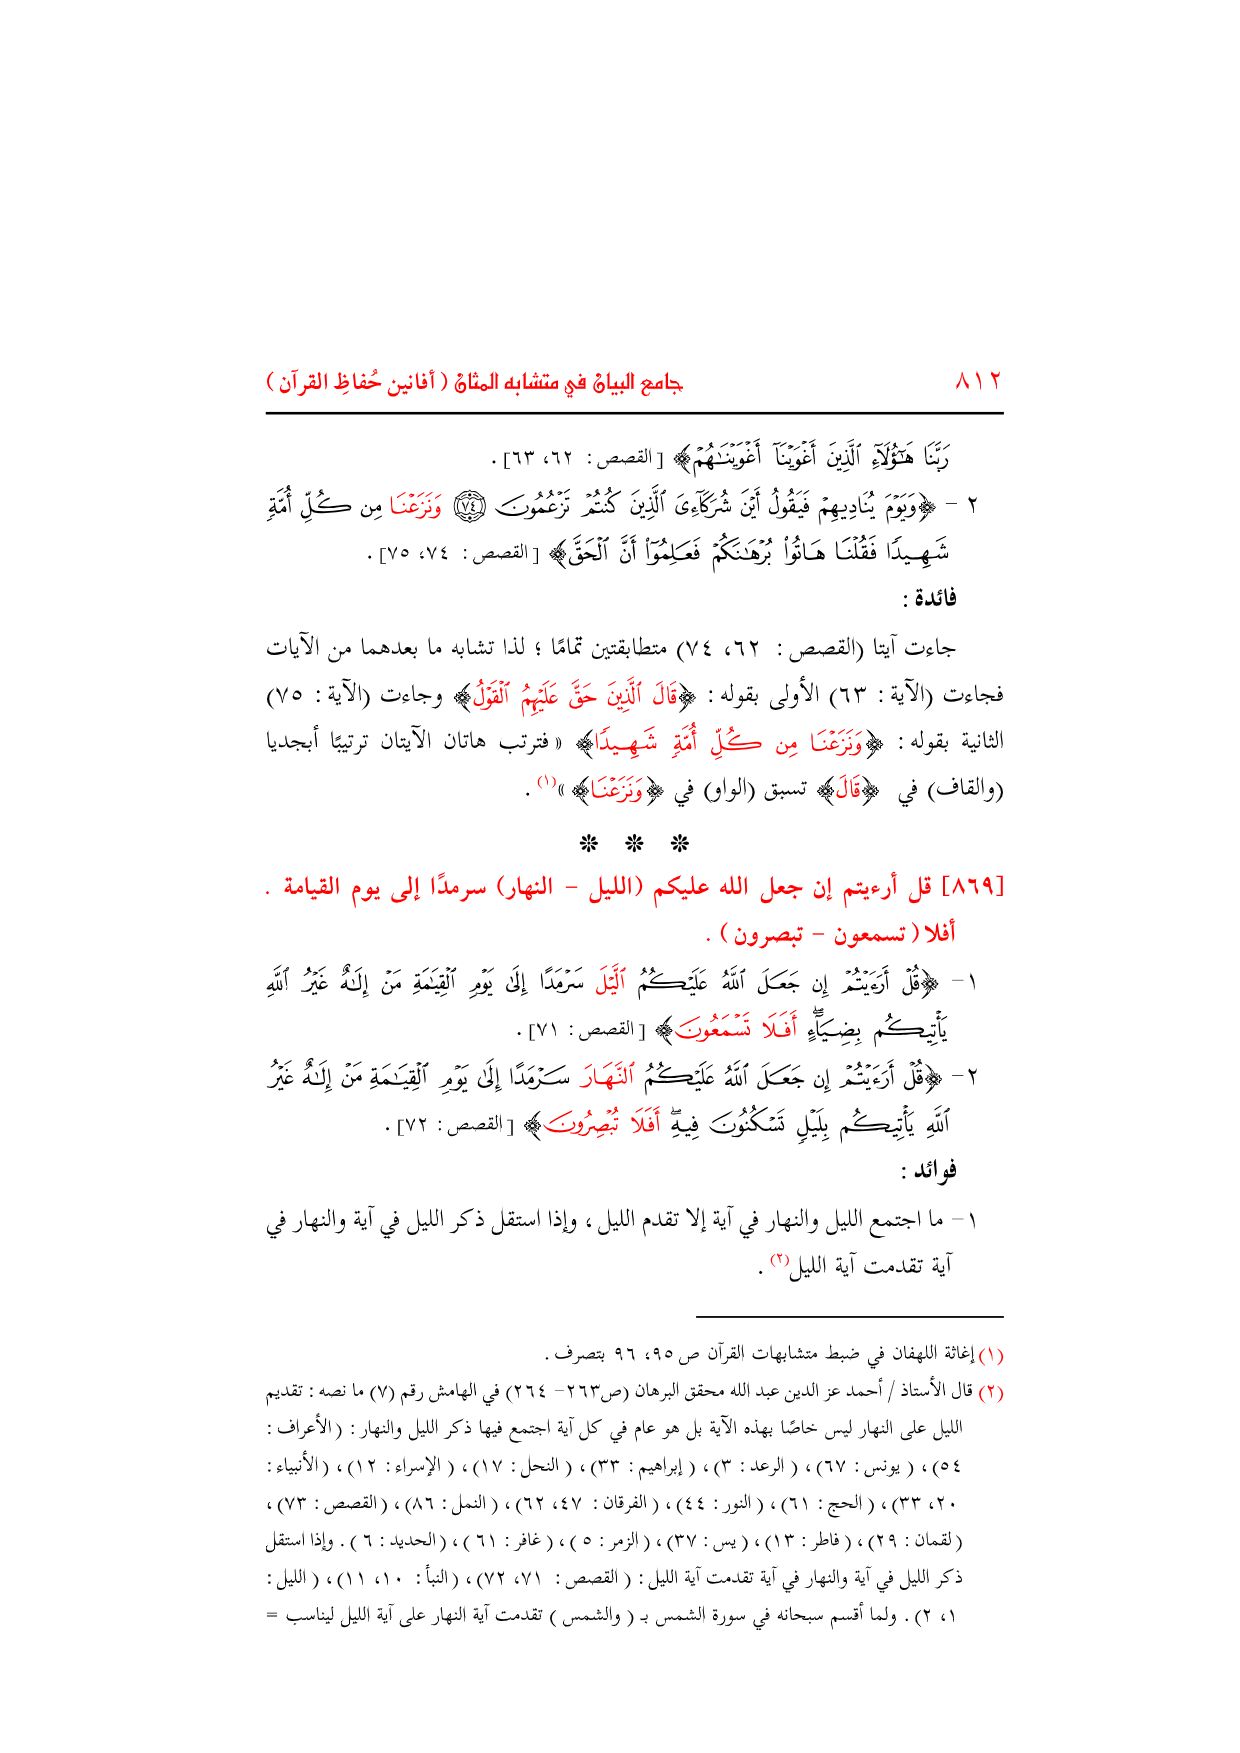 ٨١٢ جامع البيان في متشابه المثان ( أفانين حُفاظِ القرآن )
رَبَّنَا هَـٰٓؤُلَآءِ ٱلَّذِينَ أَغۡوَيۡنَآ أَغۡوَيۡنَـٰهُمۡ﴾ [ القصص : ٦٢، ٦٣] .
٢ - ﴿وَيَوۡمَ يُنَادِيهِمۡ فَيَقُولُ أَيۡنَ شُرَكَآءِىَ ٱلَّذِينَ كُنتُمۡ تَزۡعُمُونَ ۝٧٤ وَنَزَعۡنَا مِن كُلِّ أُمَّةٖ
شَهِيدٗا فَقُلۡنَا هَاتُواْ بُرۡهَـٰنَكُمۡ فَعَلِمُوٓاْ أَنَّ ٱلۡحَقَّ﴾ [ القصص : ٧٤، ٧٥] .
فائدة :
جاءت آيتا (القصص : ٦٢، ٧٤) متطابقتين تمامًا ؛ لذا تشابه ما بعدهما من الآيات
فجاءت (الآية : ٦٣) الأولى بقوله : ﴿قَالَ ٱلَّذِينَ حَقَّ عَلَيۡهِمُ ٱلۡقَوۡلُ﴾ وجاءت (الآية : ٧٥)
الثانية بقوله : ﴿وَنَزَعۡنَا مِن كُلِّ أُمَّةٖ شَهِيدٗا﴾ « فترتب هاتان الآيتان ترتيبًا أبجديا
(والقاف) في ﴿قَالَ﴾ تسبق (الواو) في ﴿وَنَزَعۡنَا﴾ »(١) .
* * *
[٨٦٩] قل أرءيتم إن جعل الله عليكم (الليل – النهار) سرمدًا إلى يوم القيامة .
أفلا ( تسمعون – تبصرون ) .
١ - ﴿قُلۡ أَرَءَيۡتُمۡ إِن جَعَلَ ٱللَّهُ عَلَيۡكُمُ ٱلَّيۡلَ سَرۡمَدًا إِلَىٰ يَوۡمِ ٱلۡقِيَـٰمَةِ مَنۡ إِلَـٰهٌ غَيۡرُ ٱللَّهِ
يَأۡتِيكُم بِضِيَآءٍۖ أَفَلَا تَسۡمَعُونَ﴾ [ القصص : ٧١] .
٢ - ﴿قُلۡ أَرَءَيۡتُمۡ إِن جَعَلَ ٱللَّهُ عَلَيۡكُمُ ٱلنَّهَارَ سَرۡمَدًا إِلَىٰ يَوۡمِ ٱلۡقِيَـٰمَةِ مَنۡ إِلَـٰهٌ غَيۡرُ
ٱللَّهِ يَأۡتِيكُم بِلَيۡلٖ تَسۡكُنُونَ فِيهِۖ أَفَلَا تُبۡصِرُونَ﴾ [ القصص : ٧٢] .
فوائد :
١ - ما اجتمع الليل والنهار في آية إلا تقدم الليل ، وإذا استقل ذكر الليل في آية والنهار في
آية تقدمت آية الليل(٢) .
(١) إغاثة اللهفان في ضبط متشابهات القرآن ص ٩٥، ٩٦ بتصرف .
(٢) قال الأستاذ / أحمد عز الدين عبد الله محقق البرهان (ص٢٦٣– ٢٦٤) في الهامش رقم (٧) ما نصه : تقديم
الليل على النهار ليس خاصًا بهذه الآية بل هو عام في كل آية اجتمع فيها ذكر الليل والنهار : ( الأعراف :
٥٤) ، ( يونس : ٦٧) ، ( الرعد : ٣) ، ( إبراهيم : ٣٣) ، ( النحل : ١٧) ، ( الإسراء : ١٢) ، ( الأنبياء :
٢٠، ٣٣) ، ( الحج : ٦١) ، ( النور : ٤٤) ، ( الفرقان : ٤٧، ٦٢) ، ( النمل : ٨٦) ، ( القصص : ٧٣) ،
( لقمان : ٢٩) ، ( فاطر : ١٣) ، ( يس : ٣٧) ، ( الزمر : ٥ ) ، ( غافر : ٦١ ) ، ( الحديد : ٦ ) . وإذا استقل
ذكر الليل في آية والنهار في آية تقدمت آية الليل : ( القصص : ٧١، ٧٢) ، ( النبأ : ١٠، ١١) ، ( الليل :
١، ٢) . ولما أقسم سبحانه في سورة الشمس بـ ( والشمس ) تقدمت آية النهار على آية الليل ليناسب =